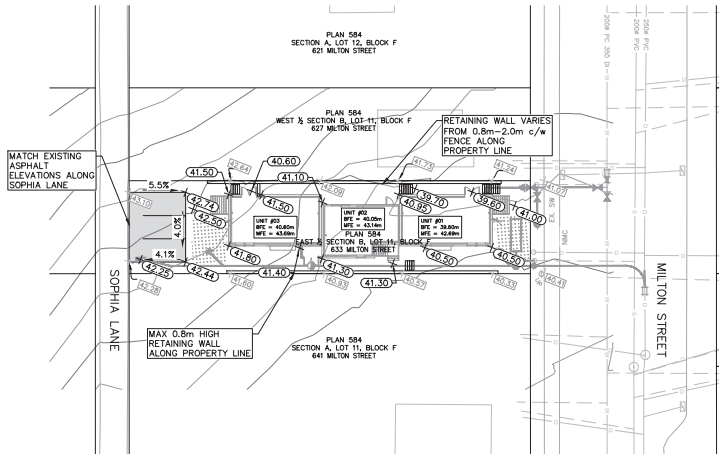 PLAN 584
SECTION A, LOT 12, BLOCK F
621 MILTON STREET
200ø PC 350 DI
200ø PVC
250ø PVC
PLAN 584
WEST ½ SECTION B, LOT 11, BLOCK F
627 MILTON STREET
RETAINING WALL VARIES
FROM 0.8m-2.0m c/w
FENCE ALONG
PROPERTY LINE
MATCH EXISTING
ASPHALT
ELEVATIONS ALONG
SOPHIA LANE
42.64
40.60
41.73
41.24
41.50
41.10
5.5%
43.10
42.74
42.50
4.0%
41.50
42.09
39.70
40.95
39.60
41.00
UNIT #03
BFE = 40.60m
MFE = 43.69m
UNIT #02
BFE = 40.05m
MFE = 43.14m
UNIT #01
BFE = 39.60m
MFE = 42.69m
PLAN 584
EAST ½ SECTION B, LOT 11, BLOCK F
633 MILTON STREET
EX. SW
NMC
4.1%
42.25
42.44
42.28
41.80
41.60
41.40
41.30
40.93
41.30
40.57
40.50
40.33
40.50
40.41
SOPHIA LANE
MILTON STREET
MAX 0.8m HIGH
RETAINING WALL
ALONG PROPERTY LINE
PLAN 584
SECTION A, LOT 11, BLOCK F
641 MILTON STREET